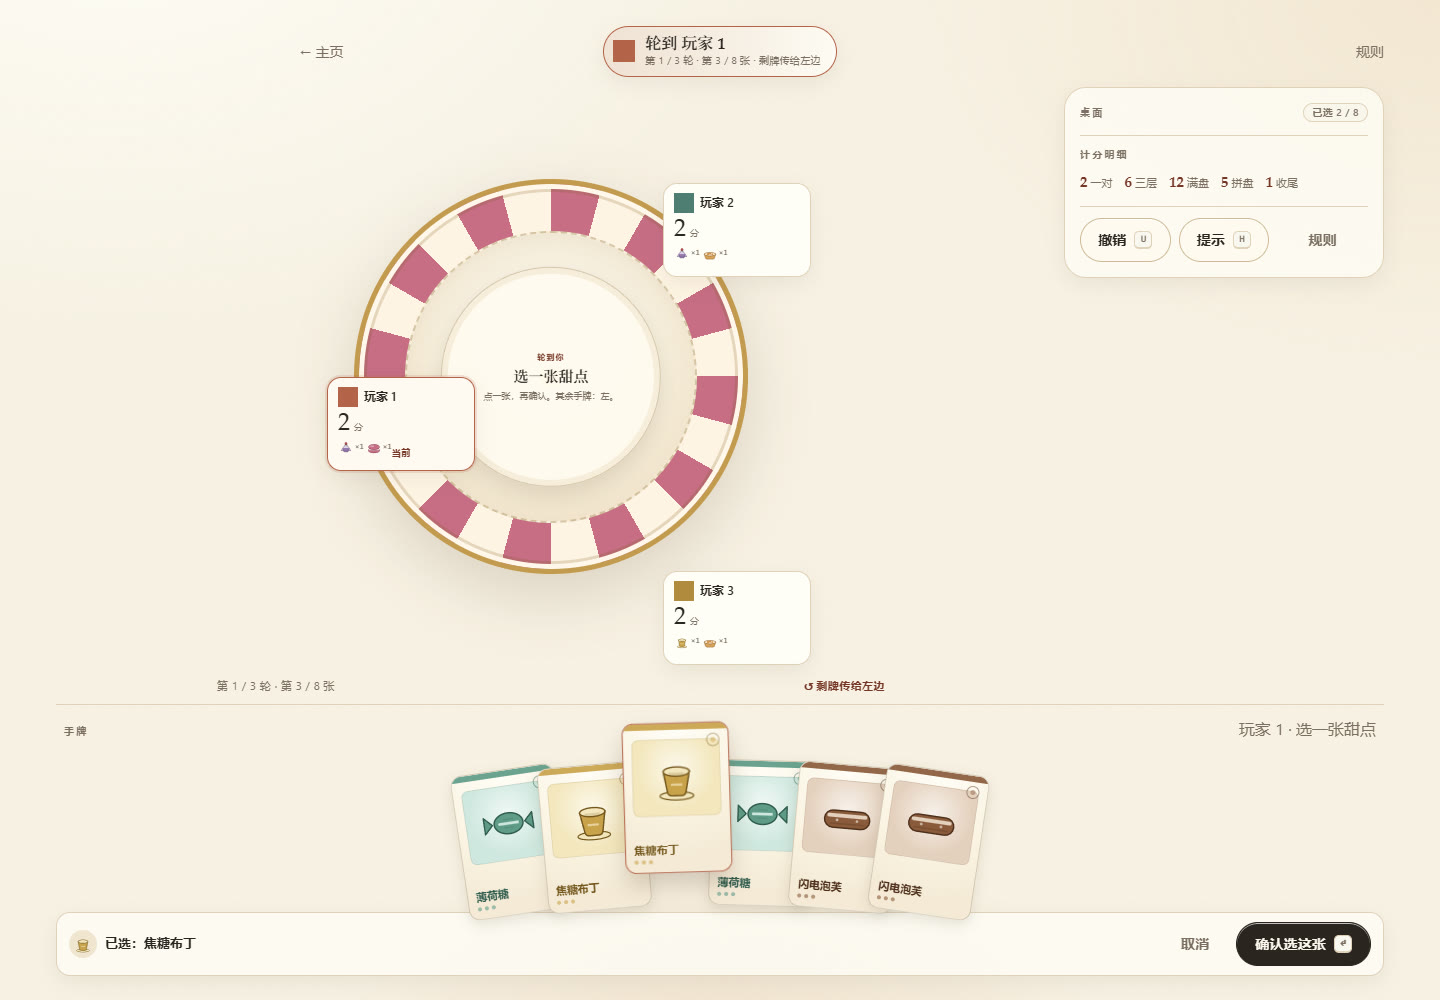 ← 主页
轮到 玩家 1
第 1 / 3 轮 · 第 3 / 8 张 · 剩牌传给左边
规则
桌面
已选 2 / 8
计分明细
2 一对 6 三层 12 满盘 5 拼盘 1 收尾
撤销 U 提示 H 规则
玩家 2
2 分
×1 ×1
轮到你
选一张甜点
点一张，再确认。其余手牌：左。
玩家 1
2 分
×1 ×1
当前
玩家 3
2 分
×1 ×1
第 1 / 3 轮 · 第 3 / 8 张
↺ 剩牌传给左边
手牌
玩家 1 · 选一张甜点
薄荷糖
焦糖布丁
焦糖布丁
薄荷糖
闪电泡芙
闪电泡芙
已选：焦糖布丁
取消
确认选这张 ↵